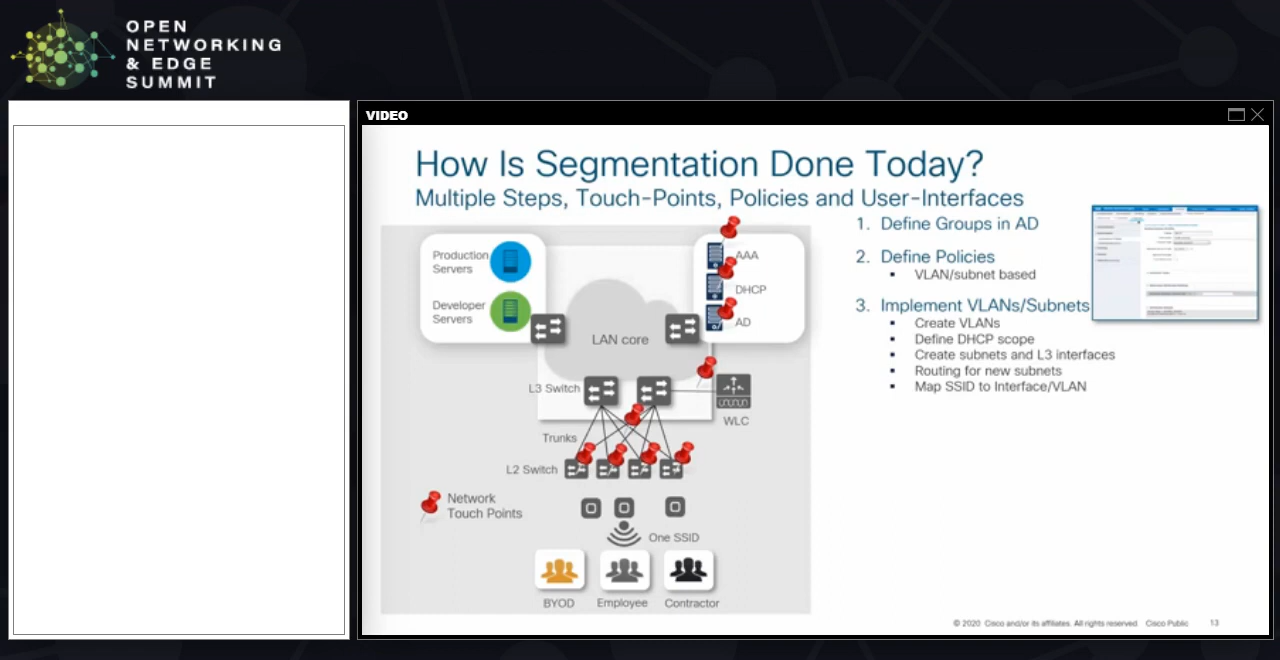 OPEN
NETWORKING
& EDGE
SUMMIT
VIDEO
How Is Segmentation Done Today?
Multiple Steps, Touch-Points, Policies and User-Interfaces
Production
Servers
Developer
Servers
LAN core
AAA
DHCP
AD
L3 Switch
WLC
Trunks
L2 Switch
Network
Touch Points
One SSID
BYOD
Employee
Contractor
1. Define Groups in AD
2. Define Policies
▪ VLAN/subnet based
3. Implement VLANs/Subnets
▪ Create VLANs
▪ Define DHCP scope
▪ Create subnets and L3 interfaces
▪ Routing for new subnets
▪ Map SSID to Interface/VLAN
© 2020 Cisco and/or its affiliates. All rights reserved Cisco Public 13